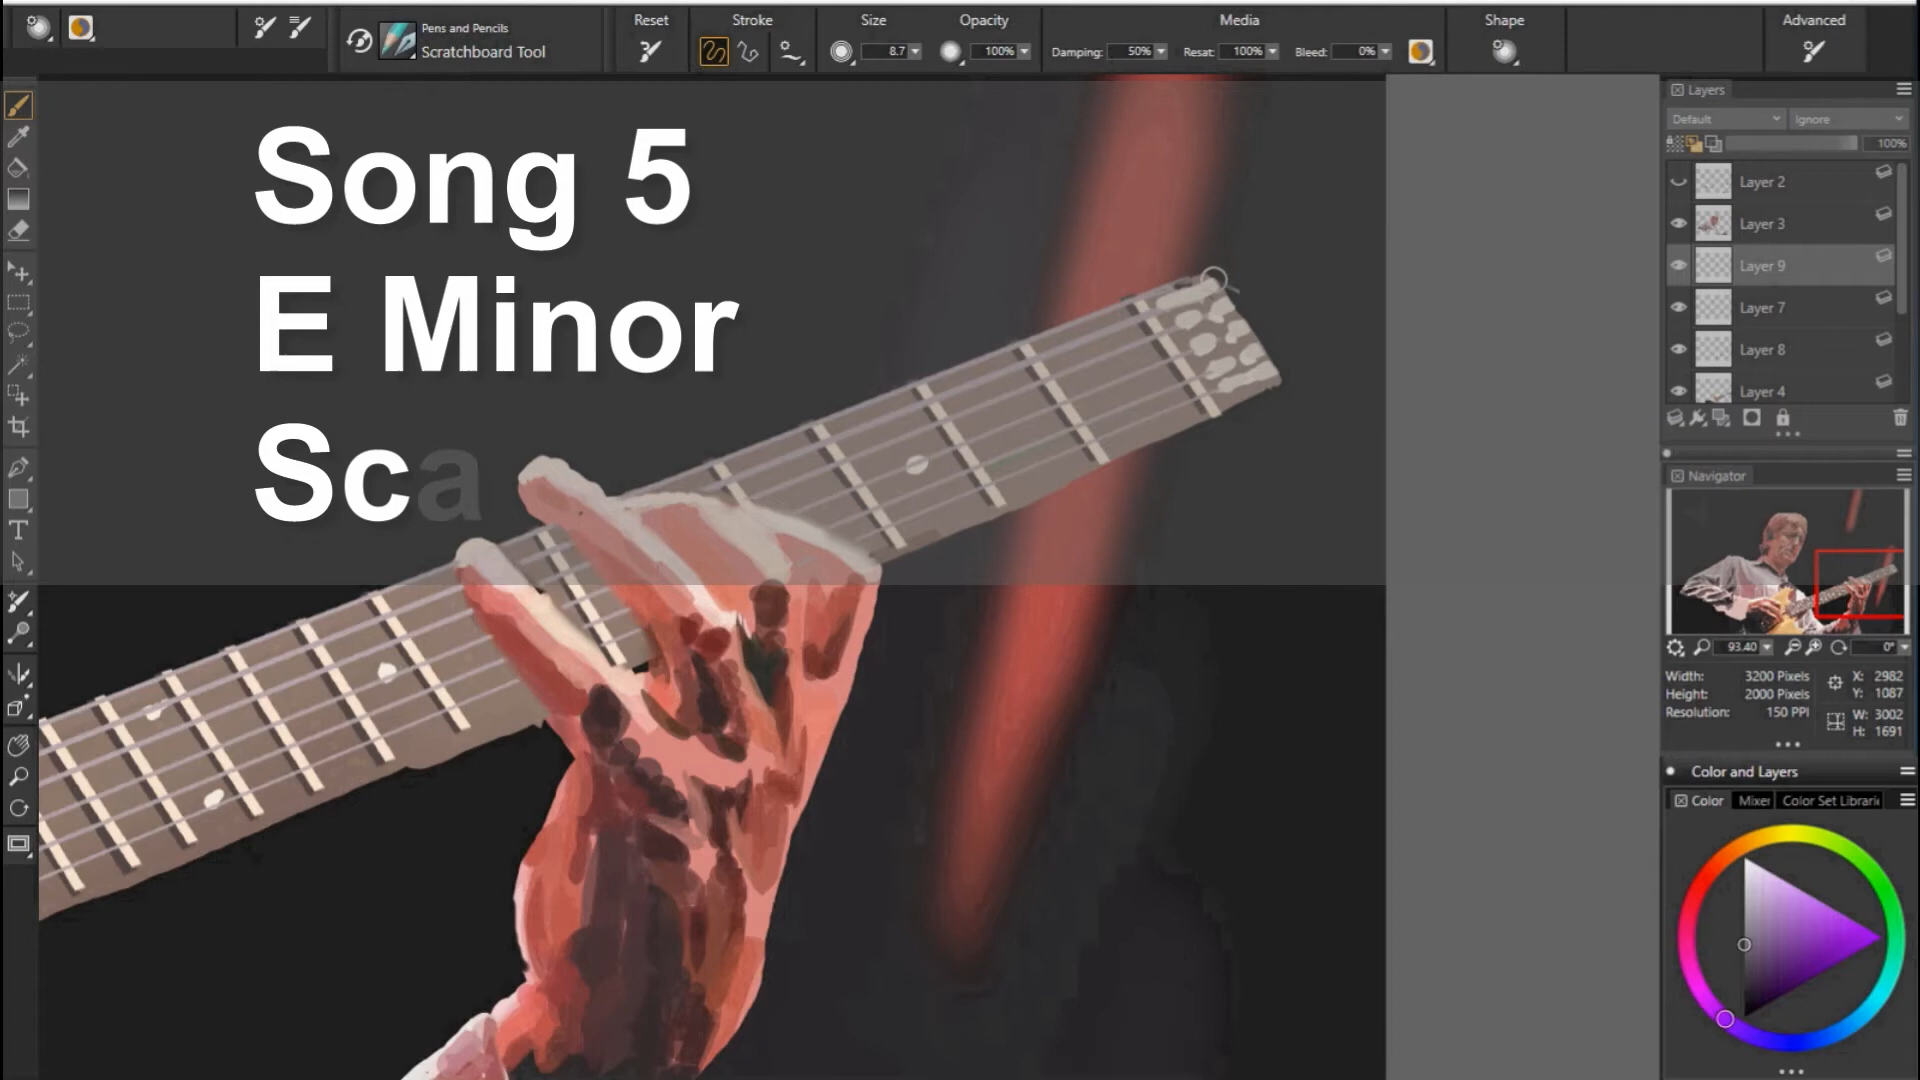 Reset
Stroke
Size
Opacity
Media
Shape
Advanced
Pens and Pencils
Scratchboard Tool
8.7
100%
Damping: 50%
Resat: 100%
Bleed: 0%
Song 5
E Minor
Sca
Layers
Default
Ignore
100%
Layer 2
Layer 3
Layer 9
Layer 7
Layer 8
Layer 4
Navigator
93.40
0°
Width: 3200 Pixels
Height: 2000 Pixels
Resolution: 150 PPI
X: 2982
Y: 1087
W: 3002
H: 1691
Color and Layers
Color
Mixer
Color Set Librari